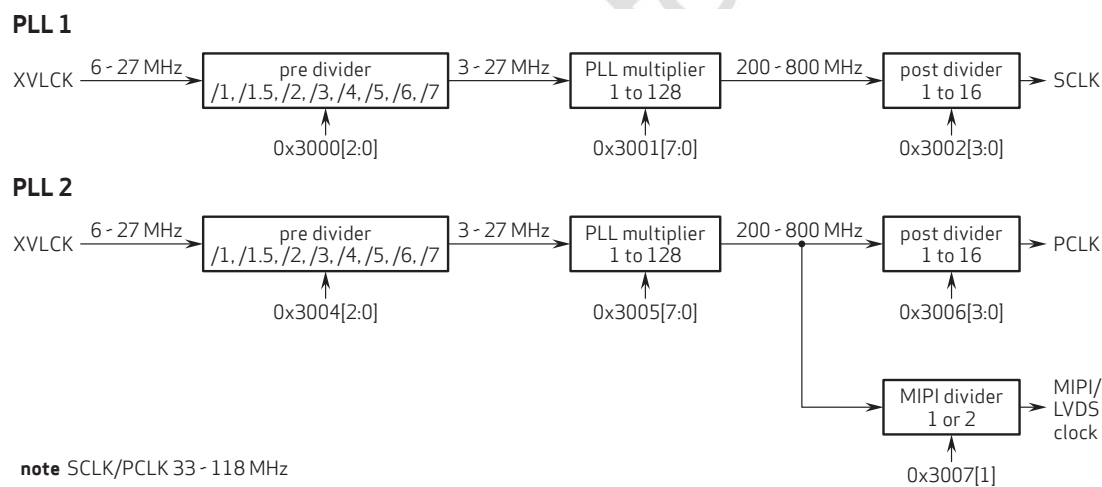 PLL 1
XVLCK
6 - 27 MHz
pre divider
/1, /1.5, /2, /3, /4, /5, /6, /7
3 - 27 MHz
PLL multiplier
1 to 128
200 - 800 MHz
post divider
1 to 16
SCLK
0x3000[2:0]
0x3001[7:0]
0x3002[3:0]
PLL 2
XVLCK
6 - 27 MHz
pre divider
/1, /1.5, /2, /3, /4, /5, /6, /7
3 - 27 MHz
PLL multiplier
1 to 128
200 - 800 MHz
post divider
1 to 16
PCLK
0x3004[2:0]
0x3005[7:0]
0x3006[3:0]
MIPI divider
1 or 2
MIPI/
LVDS
clock
0x3007[1]
note SCLK/PCLK 33 - 118 MHz